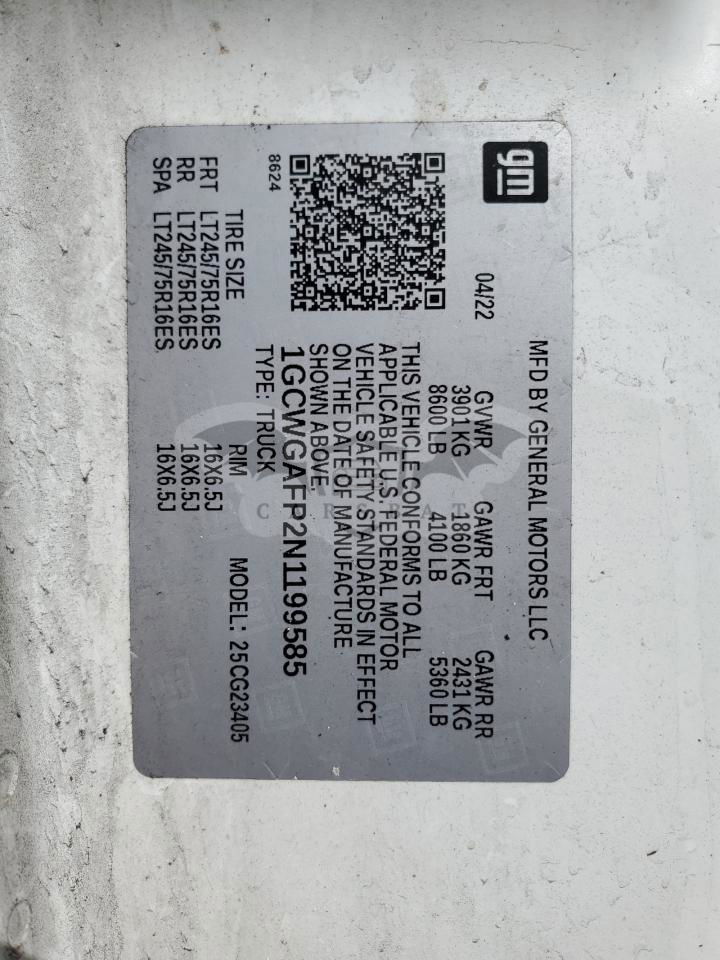 gm
MFD BY GENERAL MOTORS LLC
04/22
GVWR GAWR FRT GAWR RR
3901 KG 1860 KG 2431 KG
8600 LB 4100 LB 5360 LB
THIS VEHICLE CONFORMS TO ALL
APPLICABLE U.S. FEDERAL MOTOR
VEHICLE SAFETY STANDARDS IN EFFECT
ON THE DATE OF MANUFACTURE
SHOWN ABOVE.
1GCWGAFP2N1199585
8624
TYPE: TRUCK
TIRE SIZE RIM MODEL: 25CG23405
FRT LT245/75R16ES 16X6.5J
RR LT245/75R16ES 16X6.5J
SPA LT245/75R16ES 16X6.5J